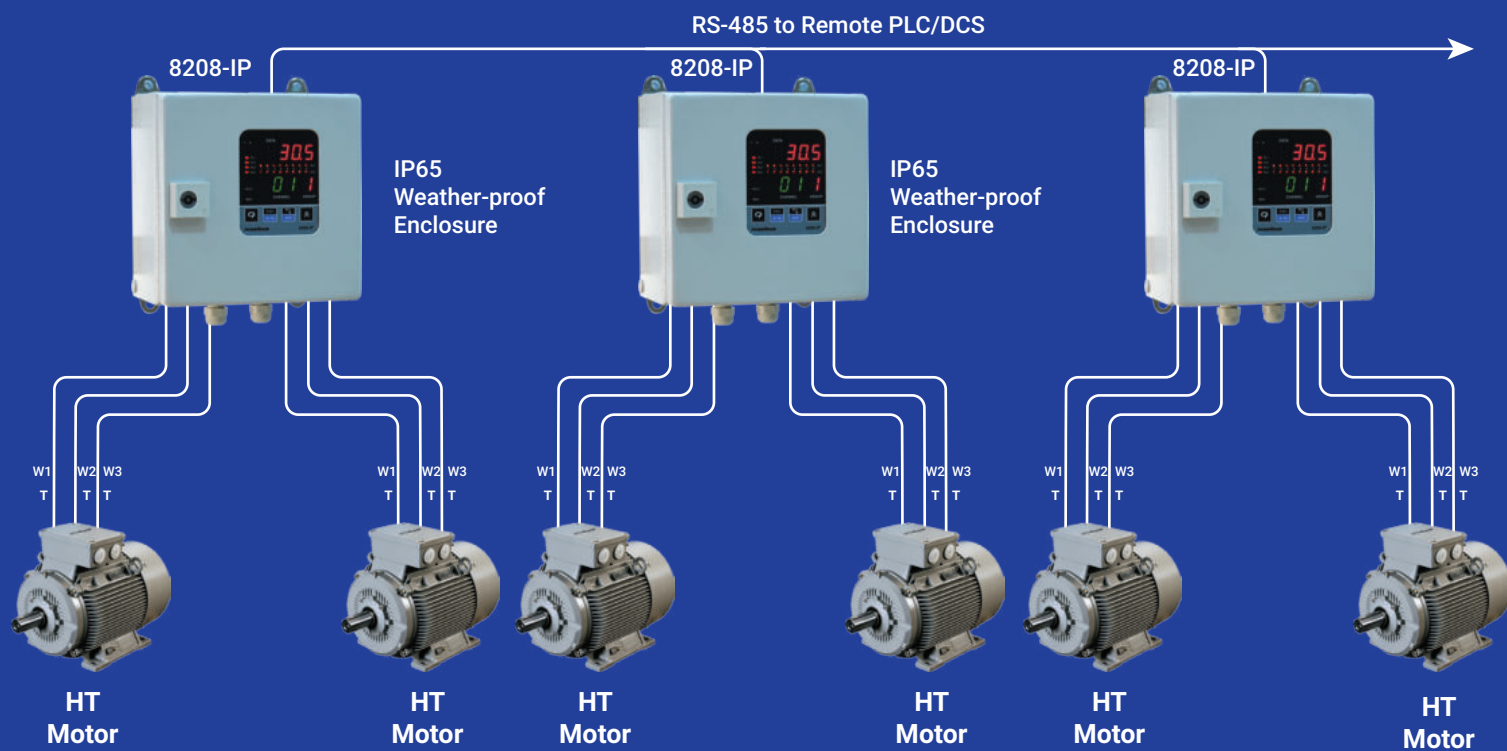 RS-485 to Remote PLC/DCS
8208-IP
8208-IP
8208-IP
30.5
011
IP65
Weather-proof
Enclosure
30.5
011
IP65
Weather-proof
Enclosure
30.5
011
W1 W2 W3
T T T
W1 W2 W3
T T T
W1 W2 W3
T T T
W1 W2 W3
T T T
W1 W2 W3
T T T
W1 W2 W3
T T T
HT
Motor
HT
Motor
HT
Motor
HT
Motor
HT
Motor
HT
Motor